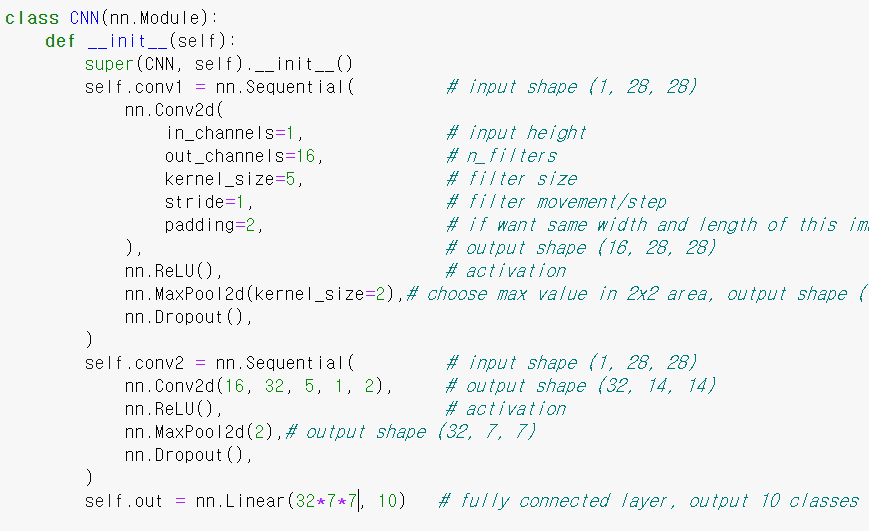 class CNN(nn.Module):
    def __init__(self):
        super(CNN, self).__init__()
        self.conv1 = nn.Sequential(         # input shape (1, 28, 28)
            nn.Conv2d(
                in_channels=1,              # input height
                out_channels=16,            # n_filters
                kernel_size=5,              # filter size
                stride=1,                   # filter movement/step
                padding=2,                  # if want same width and length of this
            ),                              # output shape (16, 28, 28)
            nn.ReLU(),                      # activation
            nn.MaxPool2d(kernel_size=2),# choose max value in 2x2 area, output shape (
            nn.Dropout(),
        )
        self.conv2 = nn.Sequential(         # input shape (1, 28, 28)
            nn.Conv2d(16, 32, 5, 1, 2),     # output shape (32, 14, 14)
            nn.ReLU(),                      # activation
            nn.MaxPool2d(2),# output shape (32, 7, 7)
            nn.Dropout(),
        )
        self.out = nn.Linear(32*7*7, 10)   # fully connected layer, output 10 classes